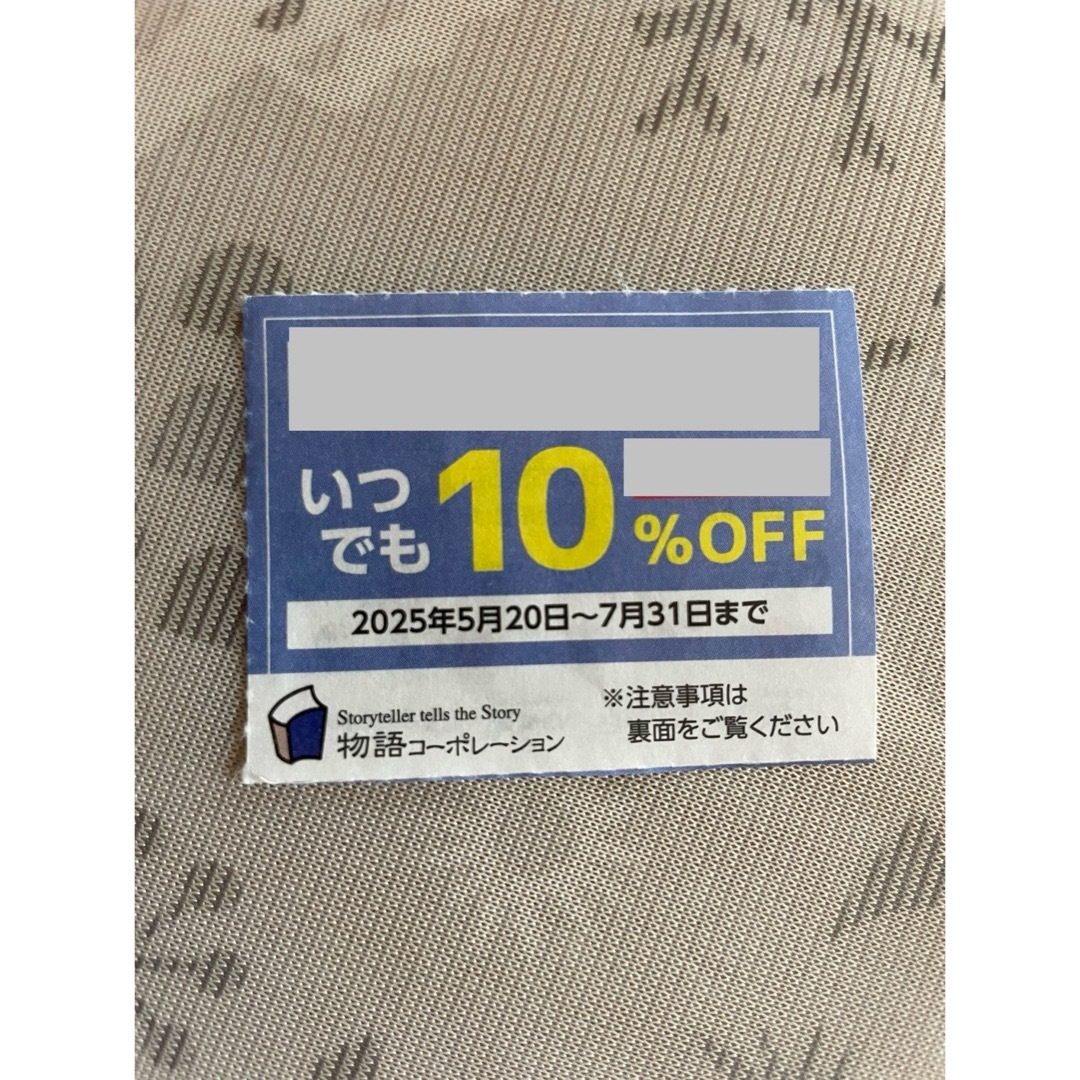 いつ
でも
10
%OFF
2025年5月20日～7月31日まで
Storyteller tells the Story
物語コーポレーション
※注意事項は
裏面をご覧ください